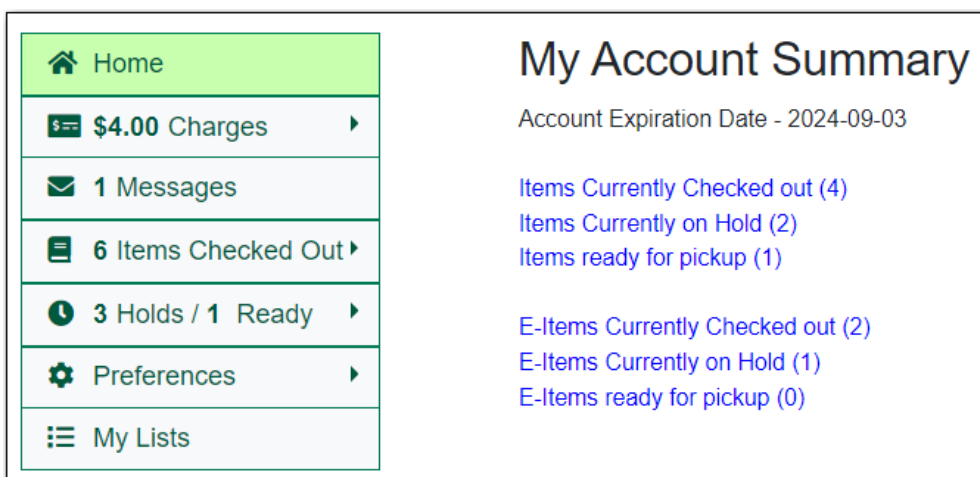 Home
$4.00 Charges
1 Messages
6 Items Checked Out
3 Holds / 1 Ready
Preferences
My Lists
My Account Summary
Account Expiration Date - 2024-09-03
Items Currently Checked out (4)
Items Currently on Hold (2)
Items ready for pickup (1)
E-Items Currently Checked out (2)
E-Items Currently on Hold (1)
E-Items ready for pickup (0)